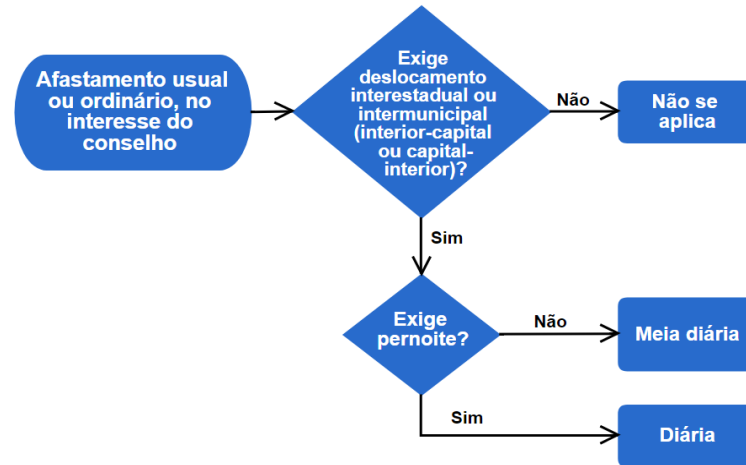 Afastamento usual
ou ordinário, no
interesse do
conselho
Exige
deslocamento
interestadual ou
intermunicipal
(interior-capital
ou capital-
interior)?
Não
Não se
aplica
Sim
Exige
pernoite?
Não
Meia diária
Sim
Diária